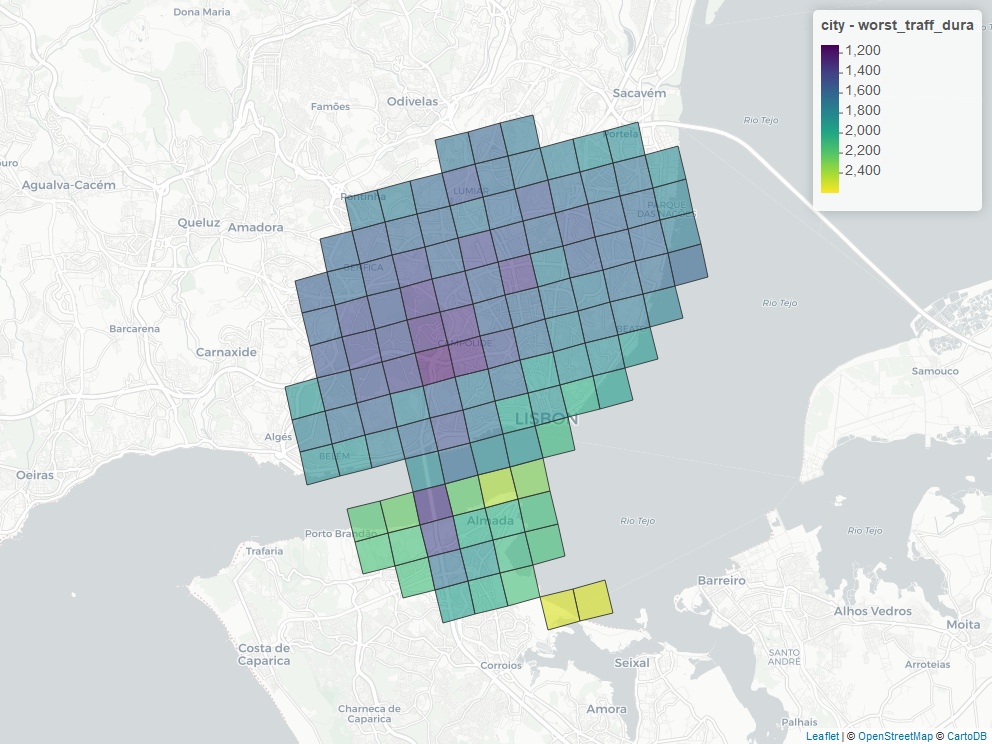 Dona Maria
city - worst_traff_dura
1,200
1,400
1,600
1,800
2,000
2,200
2,400
Famões
Odivelas
Sacavém
Rio Tejo
Portela
ouro
Agualva-Cacém
Pontinha
LUMIAR
PARQUE
DAS NAÇÕES
Queluz
Amadora
BENFICA
Rio Tejo
Barcarena
Carnaxide
CAMPOLIDE
BEATO
Samouco
LISBON
Algés
BELÉM
Oeiras
Almada
Rio Tejo
Rio Tejo
Porto Brandão
Trafaria
Barreiro
Alhos Vedros
Moita
Costa de
Caparica
Corroios
Seixal
SANTO
ANDRÉ
Arroteias
Charneca de
Caparica
Amora
Palhais
Leaflet | © OpenStreetMap © CartoDB